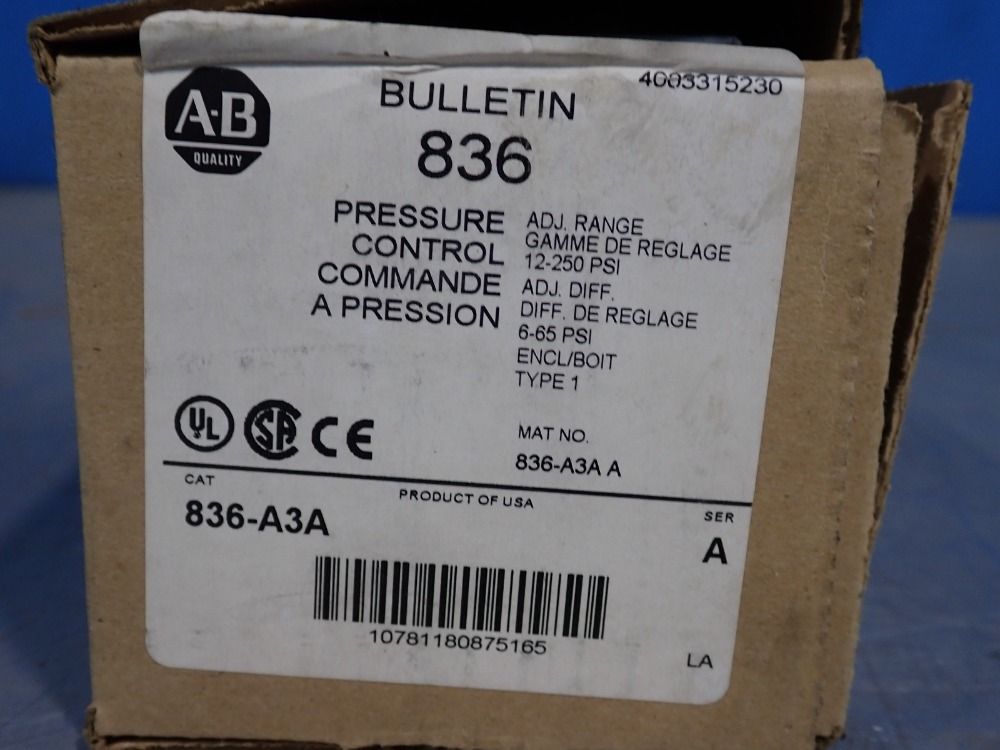 4003315230
A-B
QUALITY
BULLETIN
836
PRESSURE
CONTROL
COMMANDE
A PRESSION
ADJ. RANGE
GAMME DE REGLAGE
12-250 PSI
ADJ. DIFF.
DIFF. DE REGLAGE
6-65 PSI
ENCL/BOIT
TYPE 1
UL
SA
CE
MAT NO.
836-A3A A
CAT
836-A3A
PRODUCT OF USA
SER
A
10781180875165
LA